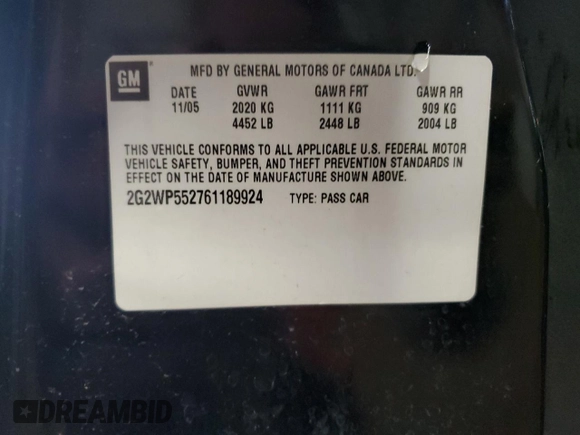 GM ®
MFD BY GENERAL MOTORS OF CANADA LTD.
DATE GVWR GAWR FRT GAWR RR
11/05 2020 KG 1111 KG 909 KG
4452 LB 2448 LB 2004 LB
THIS VEHICLE CONFORMS TO ALL APPLICABLE U.S. FEDERAL MOTOR
VEHICLE SAFETY, BUMPER, AND THEFT PREVENTION STANDARDS IN
EFFECT ON THE DATE OF MANUFACTURE SHOWN ABOVE.
2G2WP552761189924 TYPE: PASS CAR
DREAMBID